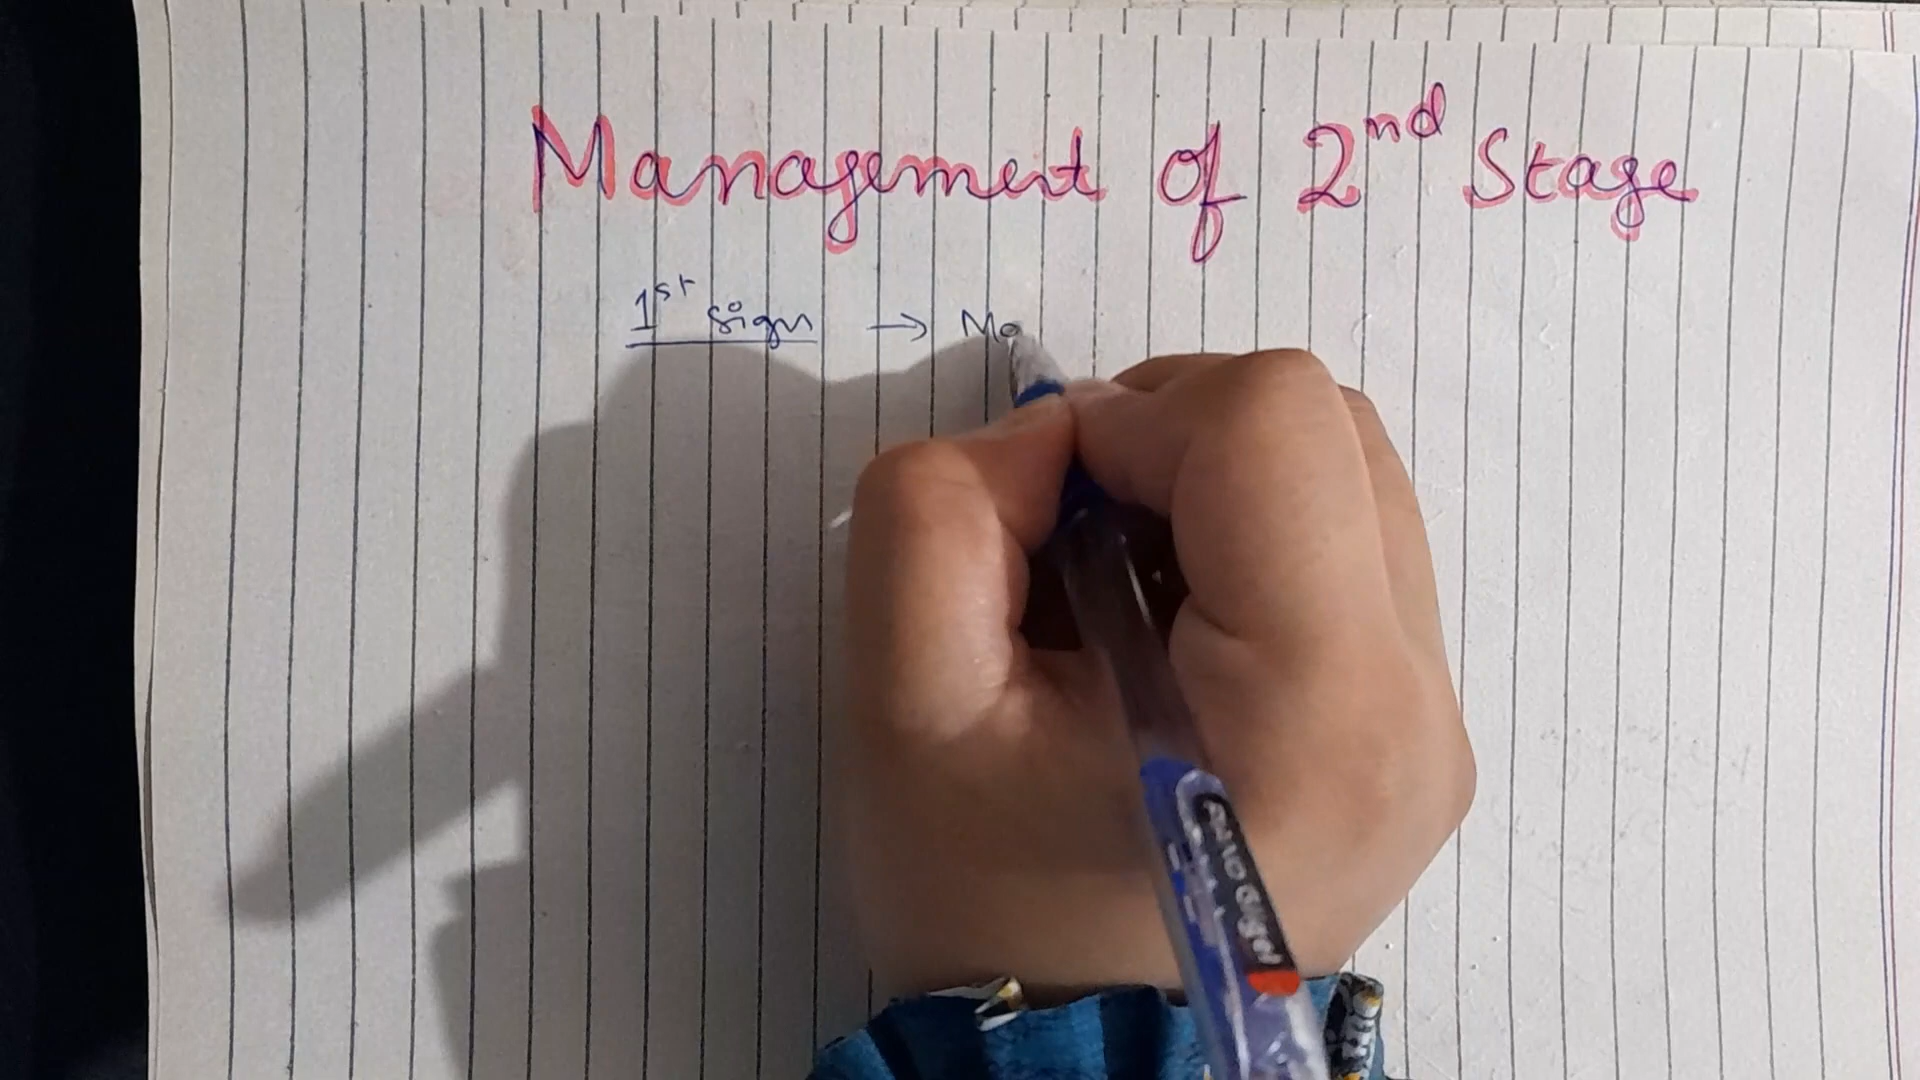 Management of 2nd Stage
1st sign → Mo